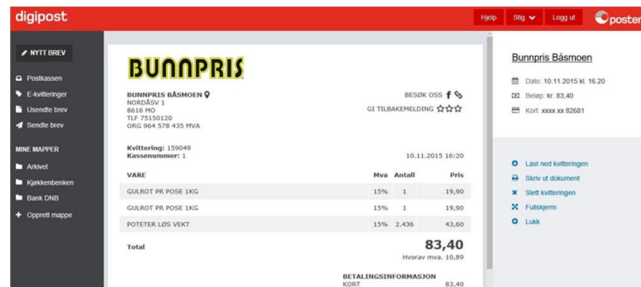 digipost
Hjelp Stig Logg ut posten
NYTT BREV
Postkassen
E-kvitteringer
Usendte brev
Sendte brev
MINE MAPPER
Arkivet
Kjøkkenbenken
Bank DNB
Opprett mappe
BUNNPRIS
BUNNPRIS BÅSMOEN
NORDÅSV 1
8616 MO
TLF 75150120
ORG 964 578 435 MVA
BESØK OSS
GI TILBAKEMELDING
Kvittering: 159049
Kassenummer: 1 10.11.2015 16:20
VARE Mva Antall Pris
GULROT PR POSE 1KG 15% 1 19,90
GULROT PR POSE 1KG 15% 1 19,90
POTETER LØS VEKT 15% 2.436 43,60
Total 83,40
Hvorav mva. 10,89
BETALINGSINFORMASJON
KORT 83,40
Bunnpris Båsmoen
Dato: 10.11.2015 kl. 16.20
Beløp: kr. 83,40
Kort: xxxx xx 82681
Last ned kvitteringen
Skriv ut dokument
Slett kvitteringen
Fullskjerm
Lukk